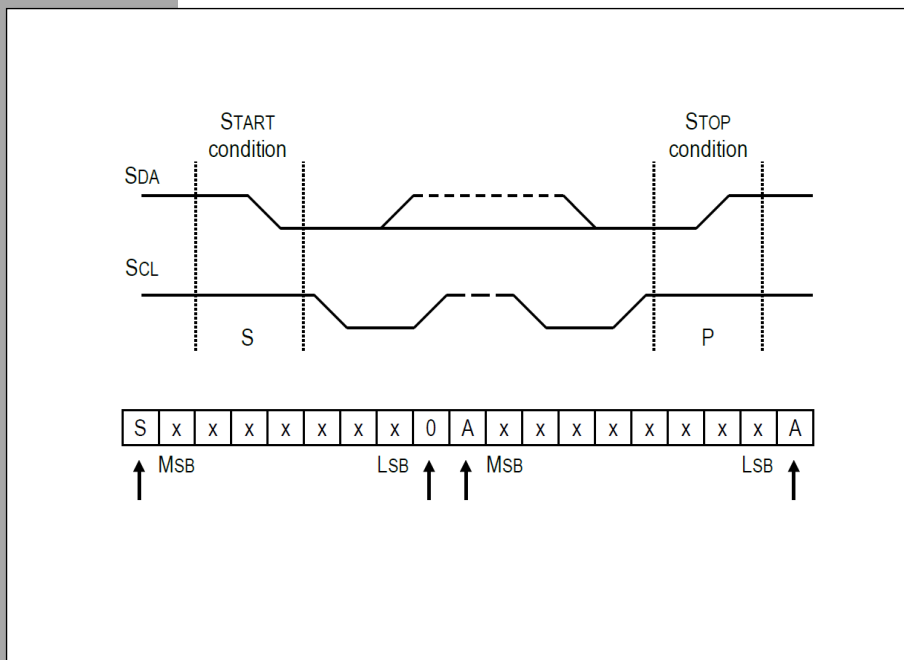 START
condition
STOP
condition
SDA
SCL
S
P
S x x x x x x x 0 A x x x x x x x x A
MSB LSB MSB LSB